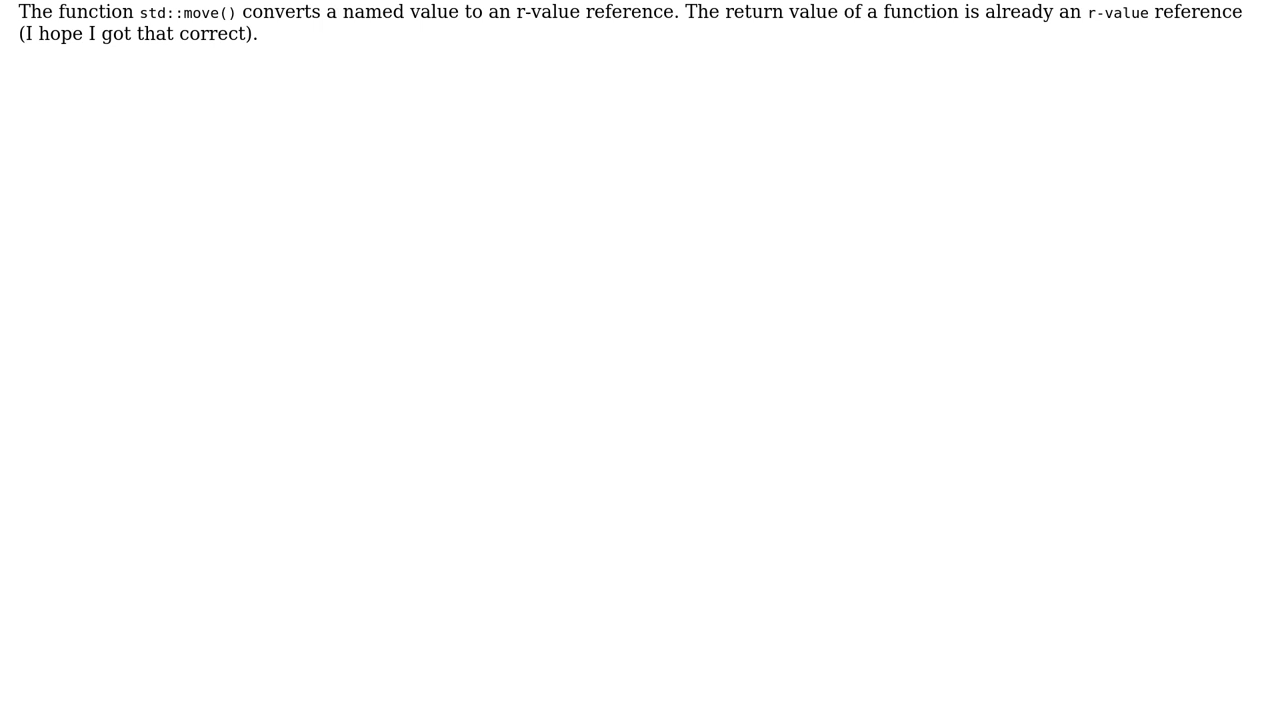 The function std::move() converts a named value to an r-value reference. The return value of a function is already an r-value reference
(I hope I got that correct).